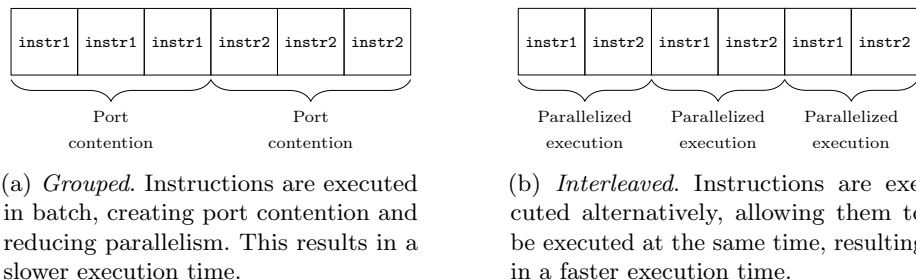 instr1 instr1 instr1 instr2 instr2 instr2
Port Port
contention contention
(a) Grouped. Instructions are executed
in batch, creating port contention and
reducing parallelism. This results in a
slower execution time.
instr1 instr2 instr1 instr2 instr1 instr2
Parallelized Parallelized Parallelized
execution execution execution
(b) Interleaved. Instructions are exe
cuted alternatively, allowing them to
be executed at the same time, resulting
in a faster execution time.